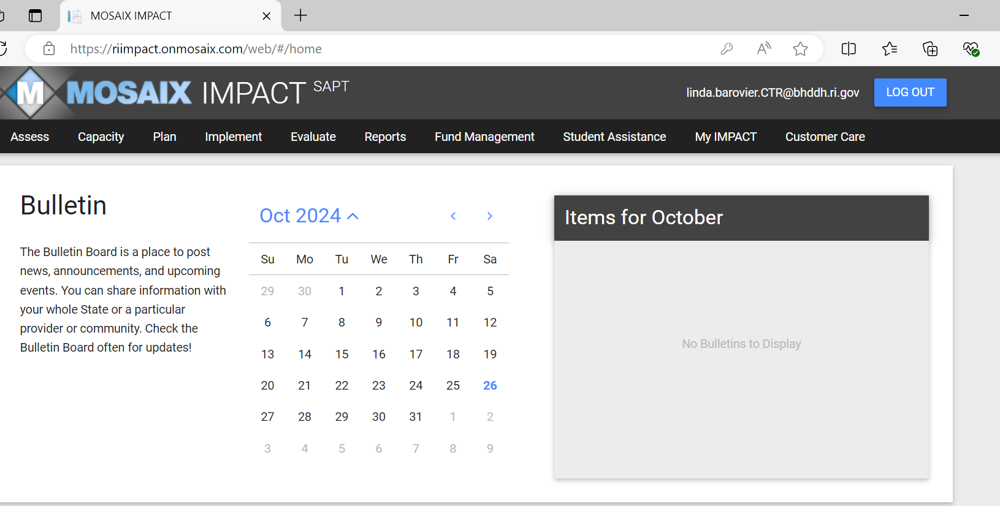 MOSAIX IMPACT
https://riimpact.onmosaix.com/web/#/home
M MOSAIX IMPACT SAPT
linda.barovier.CTR@bhddh.ri.gov
LOG OUT
Assess Capacity Plan Implement Evaluate Reports Fund Management Student Assistance My IMPACT Customer Care
Bulletin
The Bulletin Board is a place to post
news, announcements, and upcoming
events. You can share information with
your whole State or a particular
provider or community. Check the
Bulletin Board often for updates!
Oct 2024
Su Mo Tu We Th Fr Sa
29 30 1 2 3 4 5
6 7 8 9 10 11 12
13 14 15 16 17 18 19
20 21 22 23 24 25 26
27 28 29 30 31 1 2
3 4 5 6 7 8 9
Items for October
No Bulletins to Display